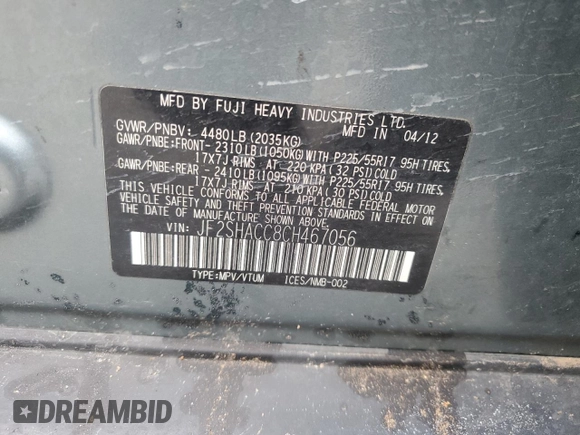 MFD BY FUJI HEAVY INDUSTRIES LTD.
GVWR/PNBV: 4480LB(2035KG) MFD IN 04/12
GAWR/PNBE:FRONT- 2310LB(1050KG)WITH P225/55R17 95H TIRES,
17X7J RIMS AT 220 KPA(32 PSI)COLD
GAWR/PNBE:REAR - 2410LB(1095KG)WITH P225/55R17 95H TIRES,
17X7J RIMS AT 210 KPA(30 PSI)COLD
THIS VEHICLE CONFORMS TO ALL APPLICABLE FEDERAL MOTOR
VEHICLE SAFETY AND THEFT PREVENTION STANDARDS IN
EFFECT ON THE DATE OF MANUFACTURE SHOWN ABOVE.
VIN: JF2SHACC8CH467056
TYPE:MPV/VTUM ICES/NMB-002
DREAMBID
DREAMBID.COM